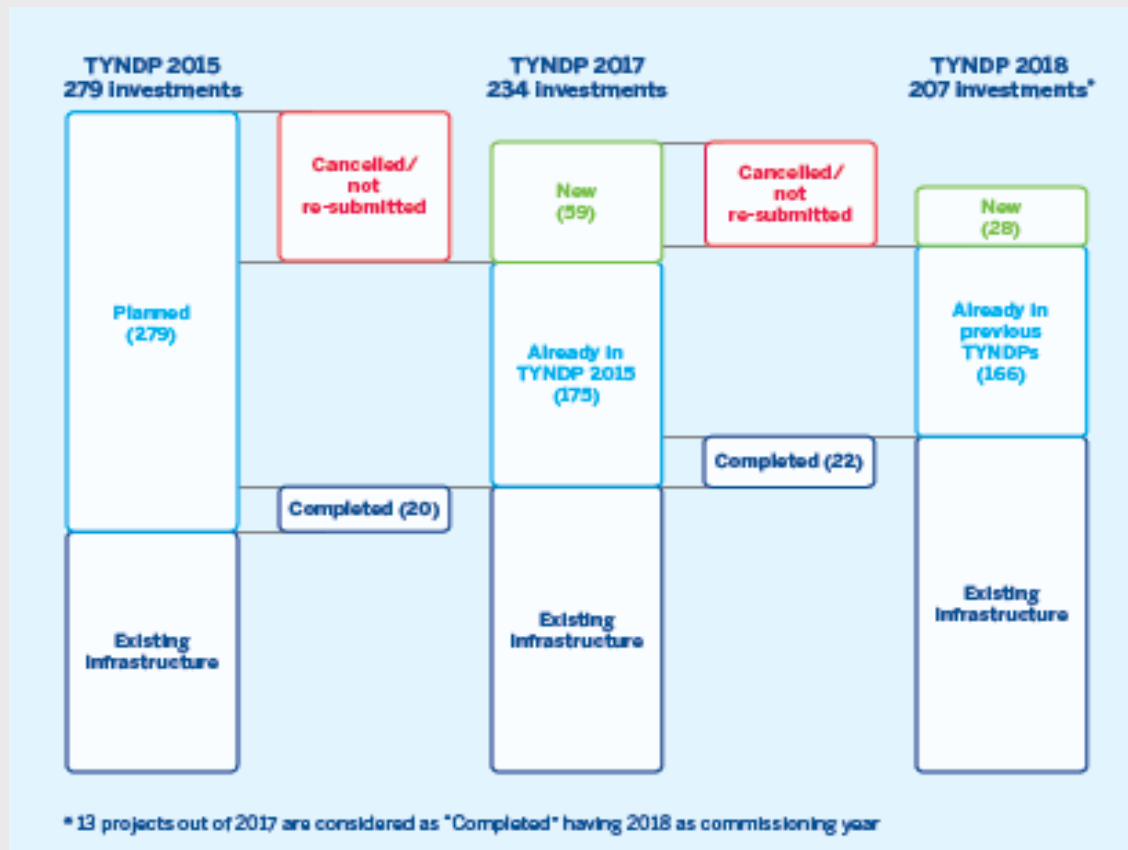 TYNDP 2015
279 Investments
TYNDP 2017
234 Investments
TYNDP 2018
207 Investments*
Cancelled/
not
re-submitted
New
(59)
Cancelled/
not
re-submitted
New
(28)
Planned
(279)
Already in
TYNDP 2015
(175)
Already in
previous
TYNDPs
(166)
Completed (22)
Completed (20)
Existing
Infrastructure
Existing
Infrastructure
Existing
Infrastructure
* 13 projects out of 2017 are considered as "Completed" having 2018 as commissioning year